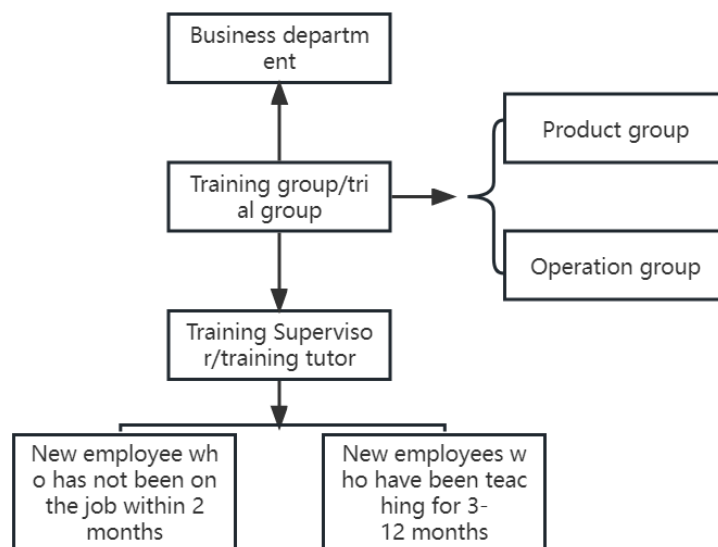 Business departm
ent
Product group
Training group/tri
al group
Operation group
Training Superviso
r/training tutor
New employee wh
o has not been on
the job within 2
months
New employees w
ho have been teac
hing for 3-
12 months